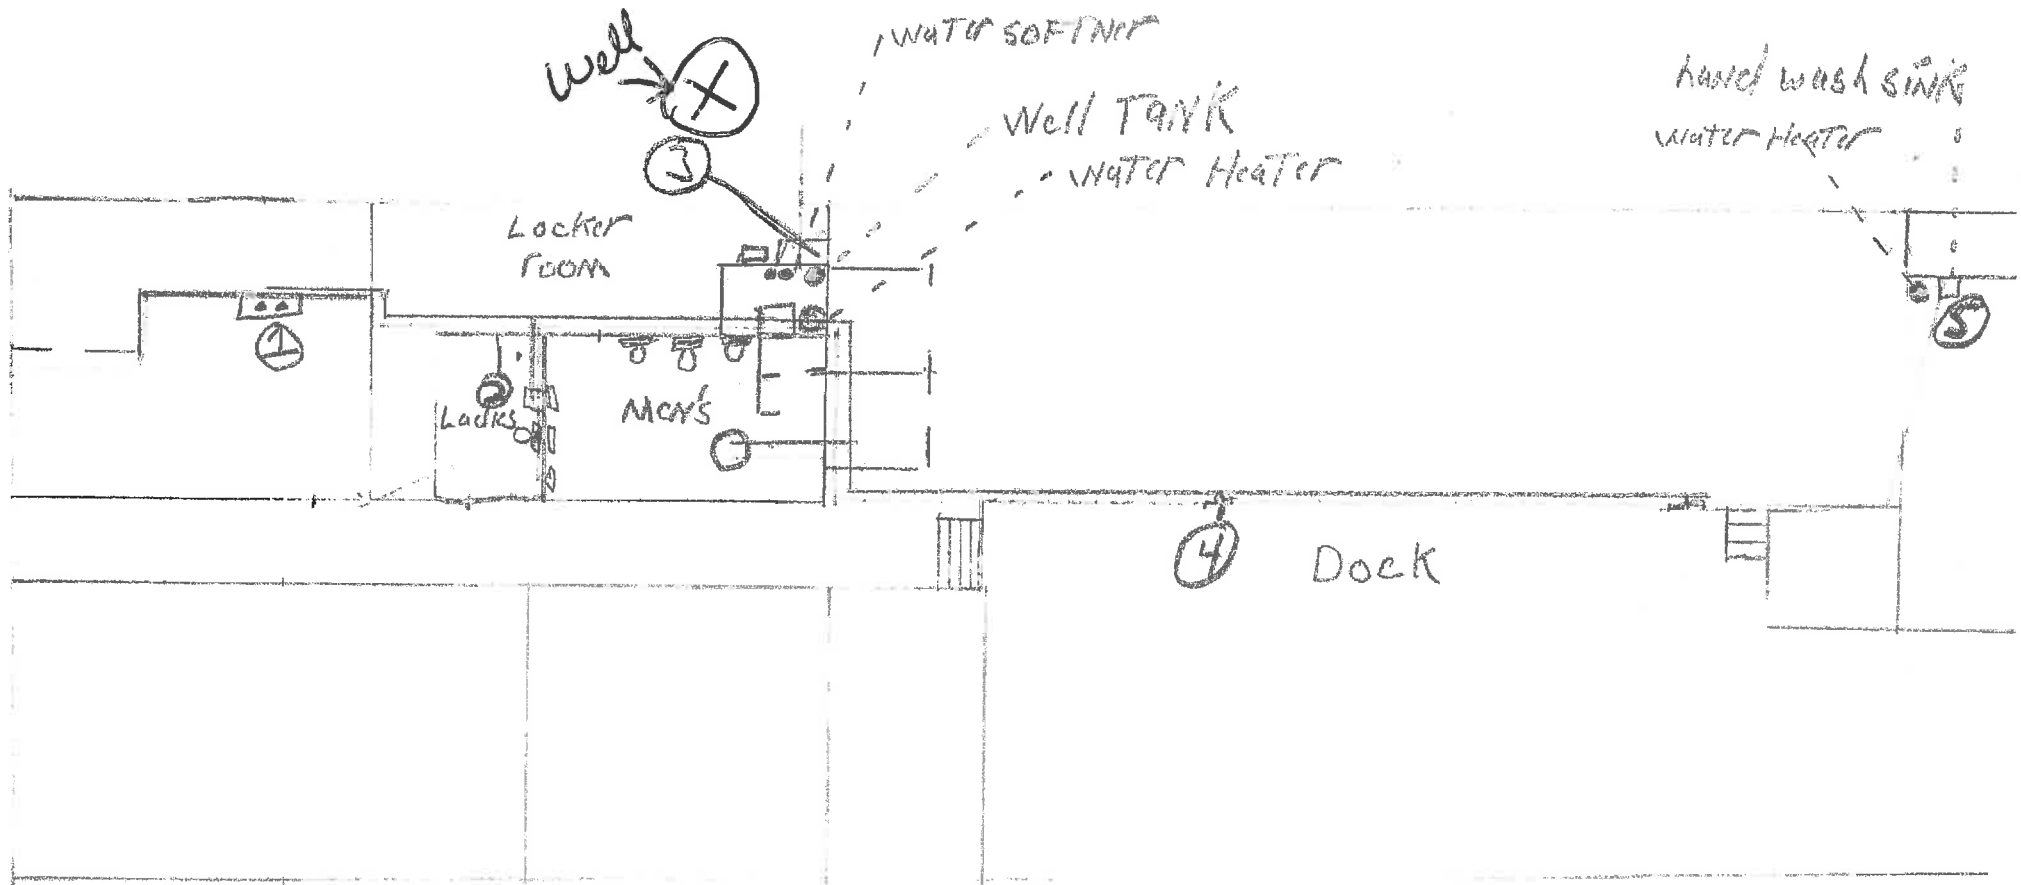 Well
water SOFTNer
hand wash sink
Well TANK
water Heater
3
water Heater
Locker
room
1
5
2
Ladies
Men's
4
Dock